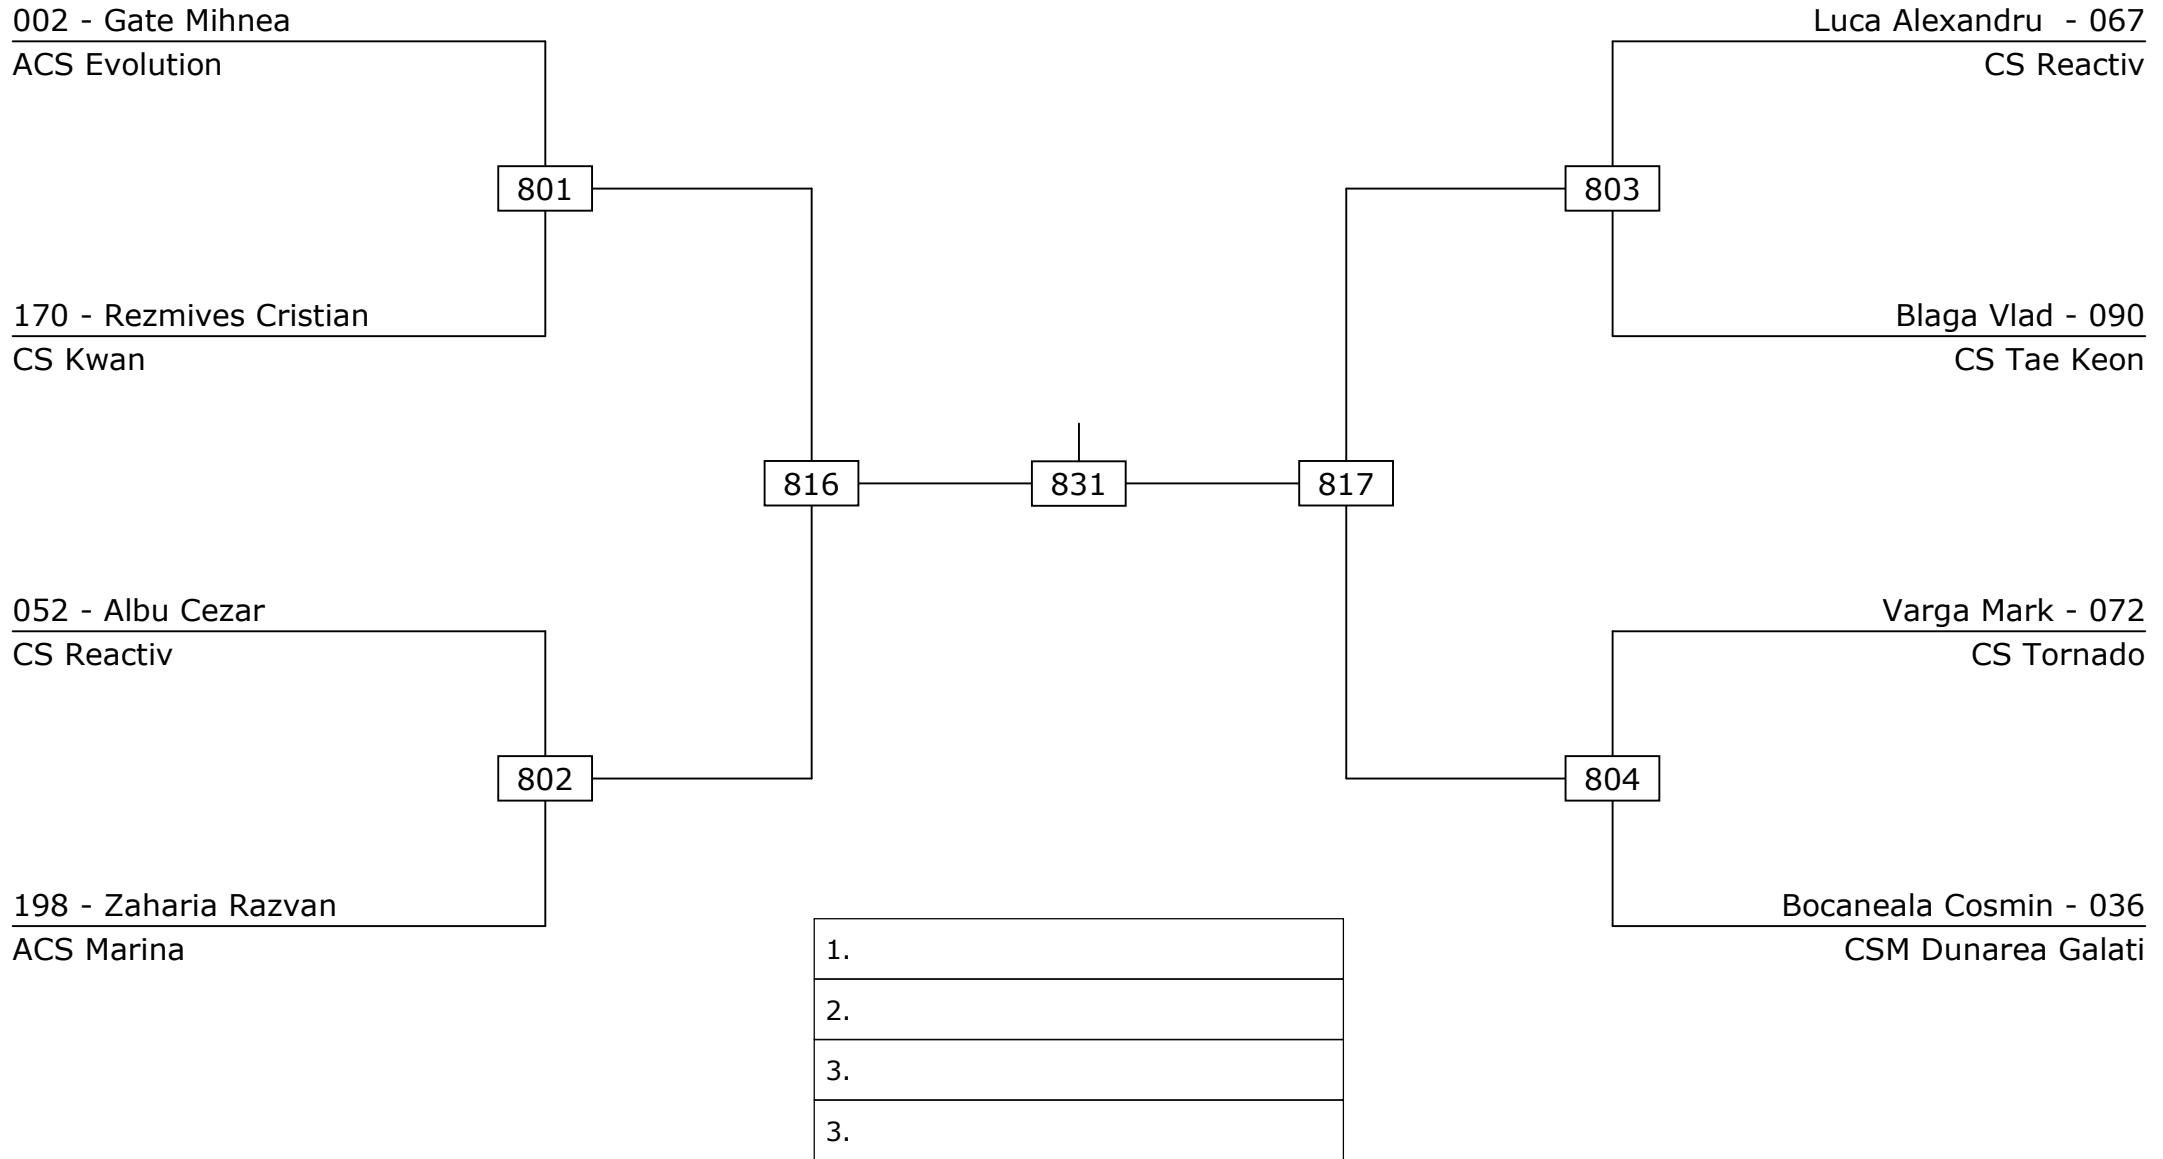 002 - Gate Mihnea
ACS Evolution
801
170 - Rezmives Cristian
CS Kwan
816
052 - Albu Cezar
CS Reactiv
802
198 - Zaharia Razvan
ACS Marina
831
Luca Alexandru  - 067
CS Reactiv
803
Blaga Vlad - 090
CS Tae Keon
817
Varga Mark - 072
CS Tornado
804
Bocaneala Cosmin - 036
CSM Dunarea Galati
1.
2.
3.
3.